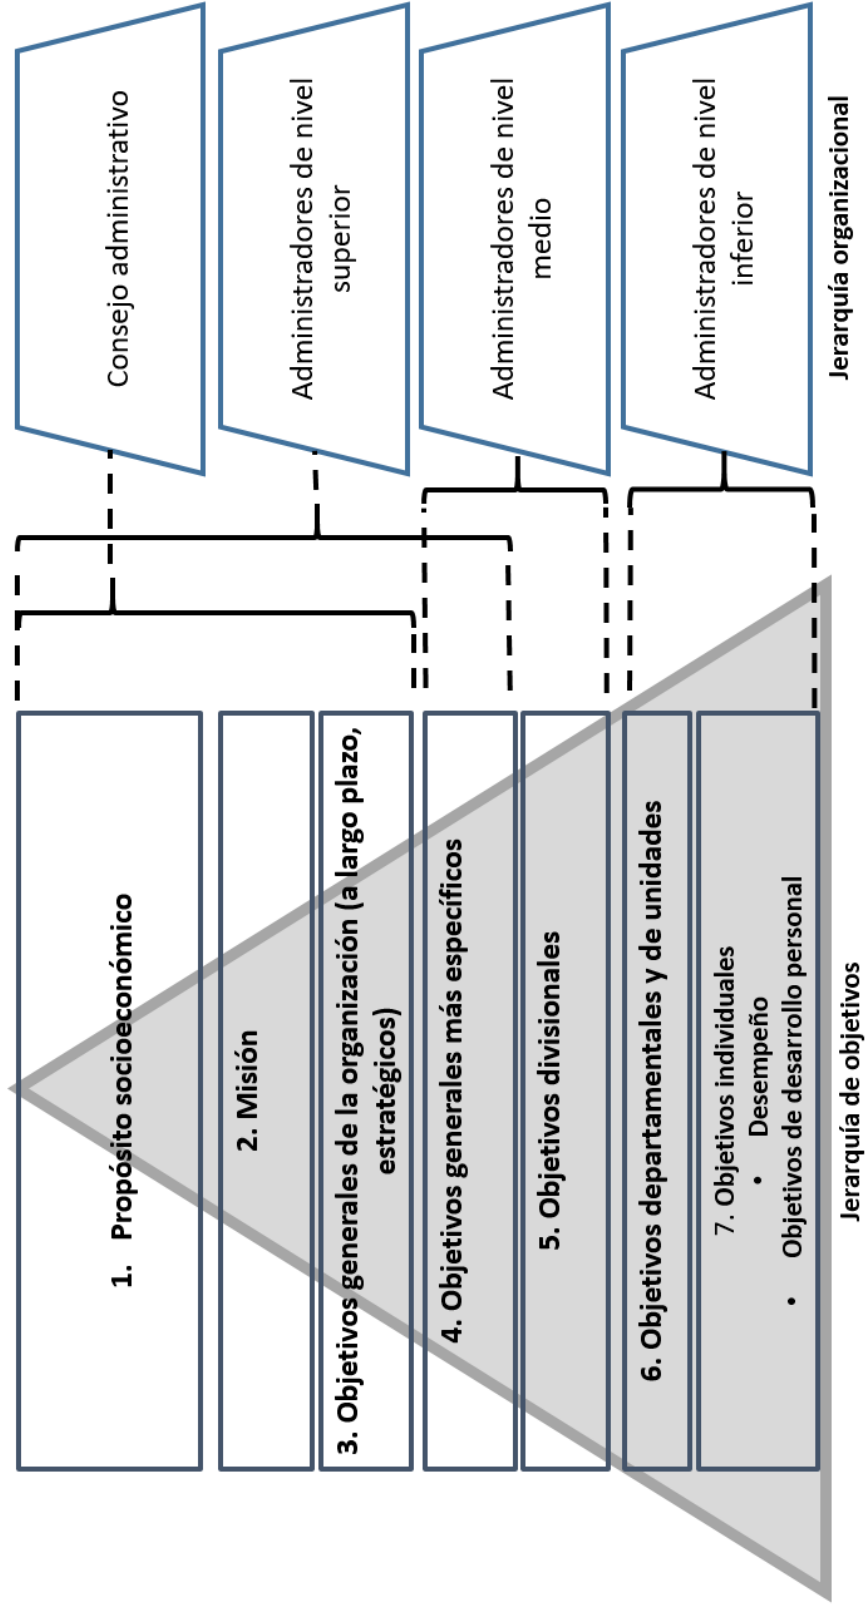 1. Propósito socioeconómico
2. Misión
3. Objetivos generales de la organización (a largo plazo,
estratégicos)
4. Objetivos generales más específicos
5. Objetivos divisionales
6. Objetivos departamentales y de unidades
7. Objetivos individuales
• Desempeño
• Objetivos de desarrollo personal
Jerarquía de objetivos
Consejo administrativo
Administradores de nivel
superior
Administradores de nivel
medio
Administradores de nivel
inferior
Jerarquía organizacional